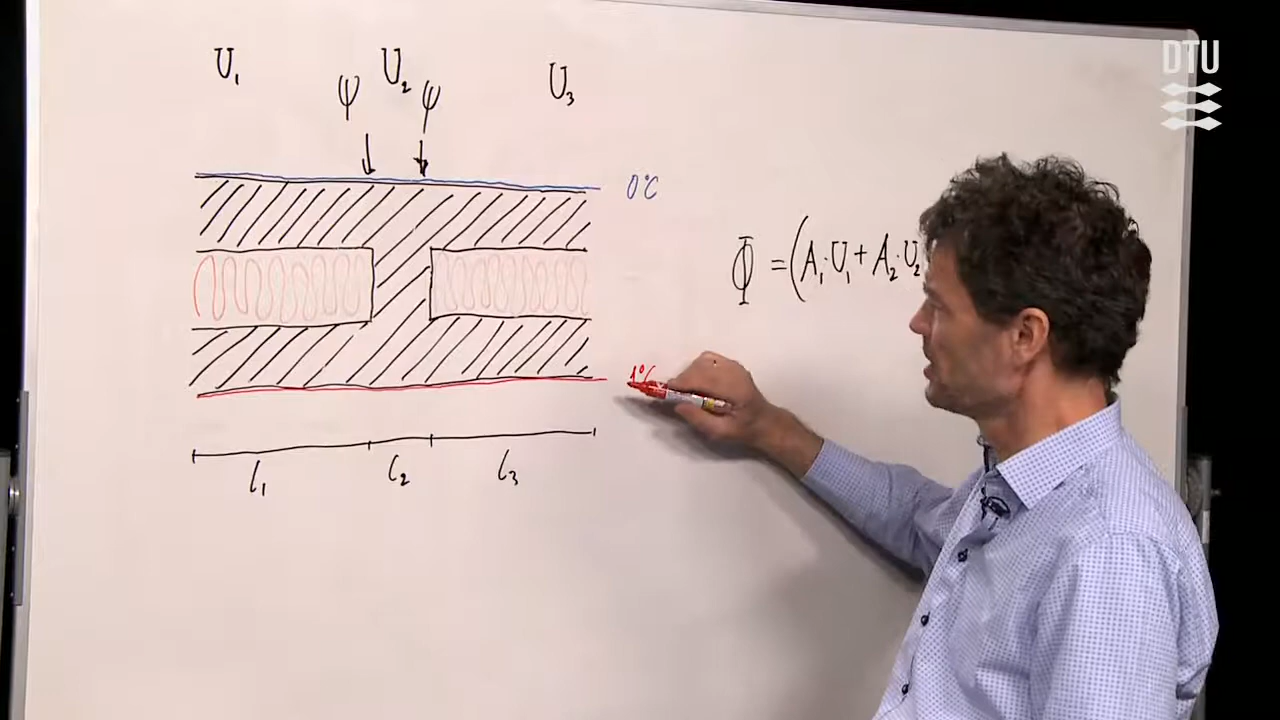 U₁ U₂ U₃
ψ ψ
0°C
Φ = (A₁·U₁ + A₂·U₂
1°C
l₁ l₂ l₃
DTU